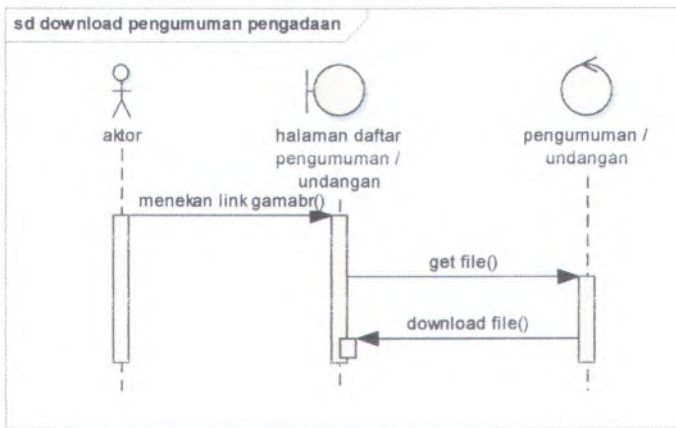 sd download pengumuman pengadaan
aktor
halaman daftar
pengumuman /
undangan
pengumuman /
undangan
menekan link gamabr()
get file()
download file()